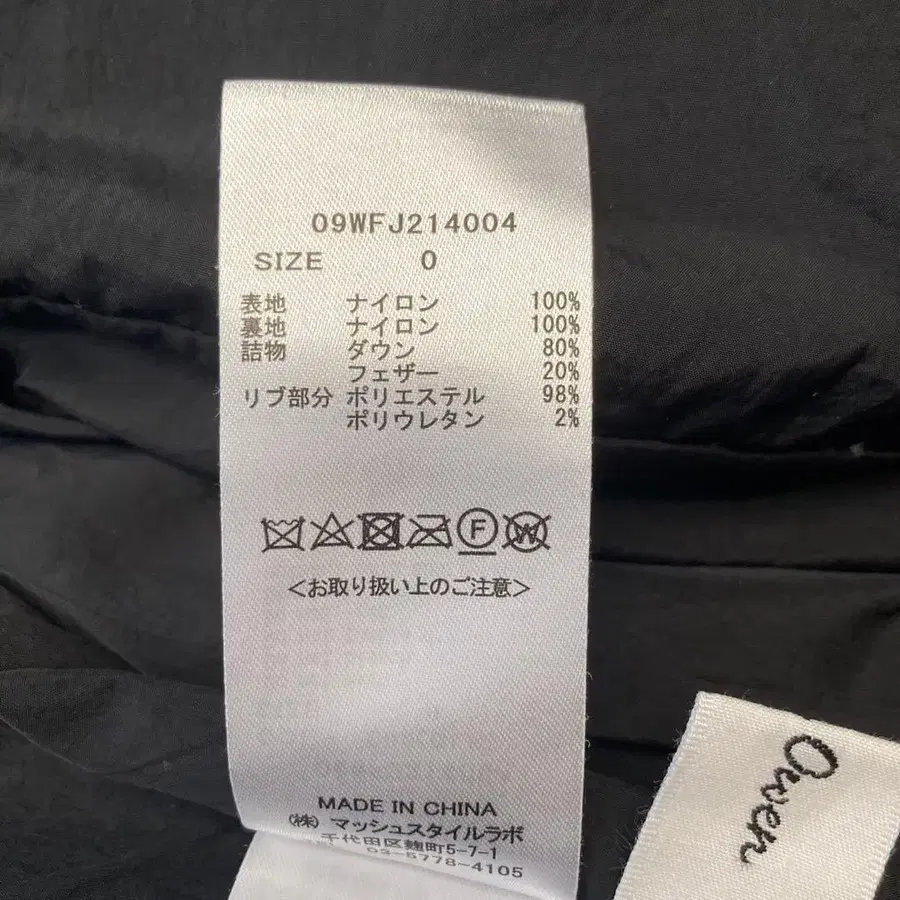 09WFJ214004
SIZE 0
表地 ナイロン 100%
裏地 ナイロン 100%
詰物 ダウン 80%
フェザー 20%
リブ部分 ポリエステル 98%
ポリウレタン 2%
F W
<お取り扱い上のご注意>
MADE IN CHINA
(株) マッシュスタイルラボ
千代田区麹町5-7-1
03-5778-4105
Owen